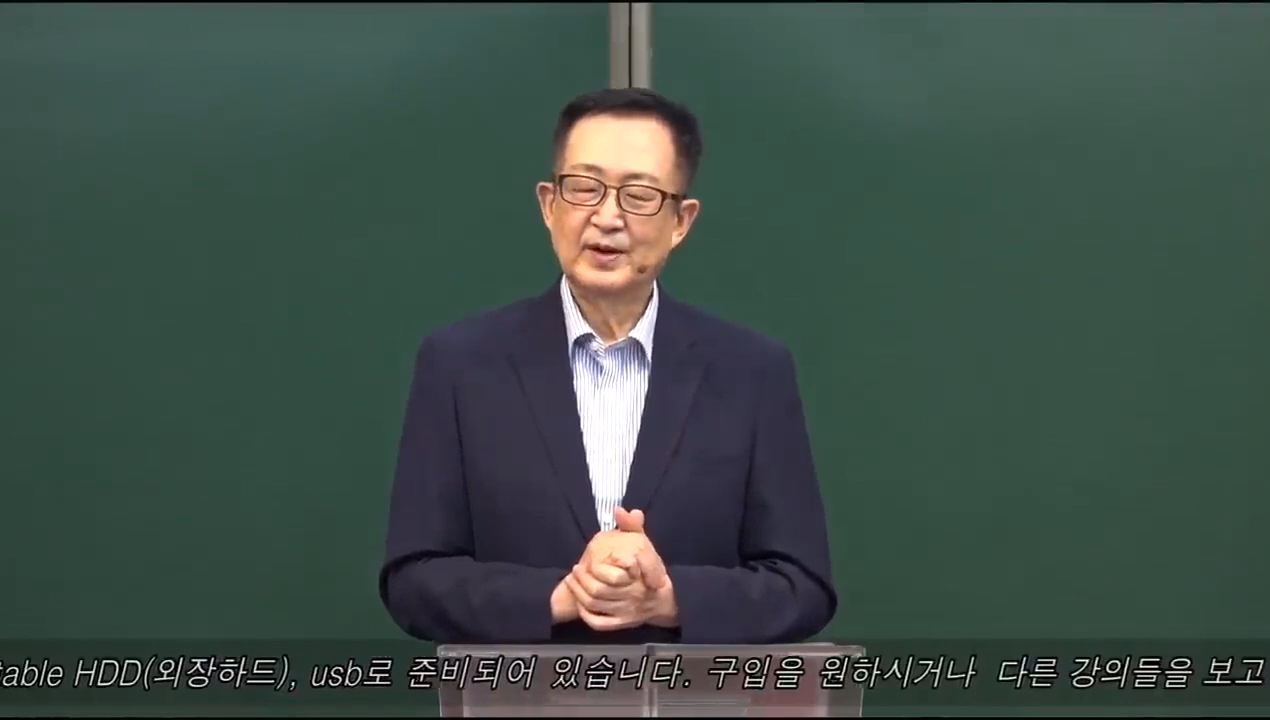 table HDD(외장하드), usb로 준비되어 있습니다. 구입을 원하시거나 다른 강의들을 보고